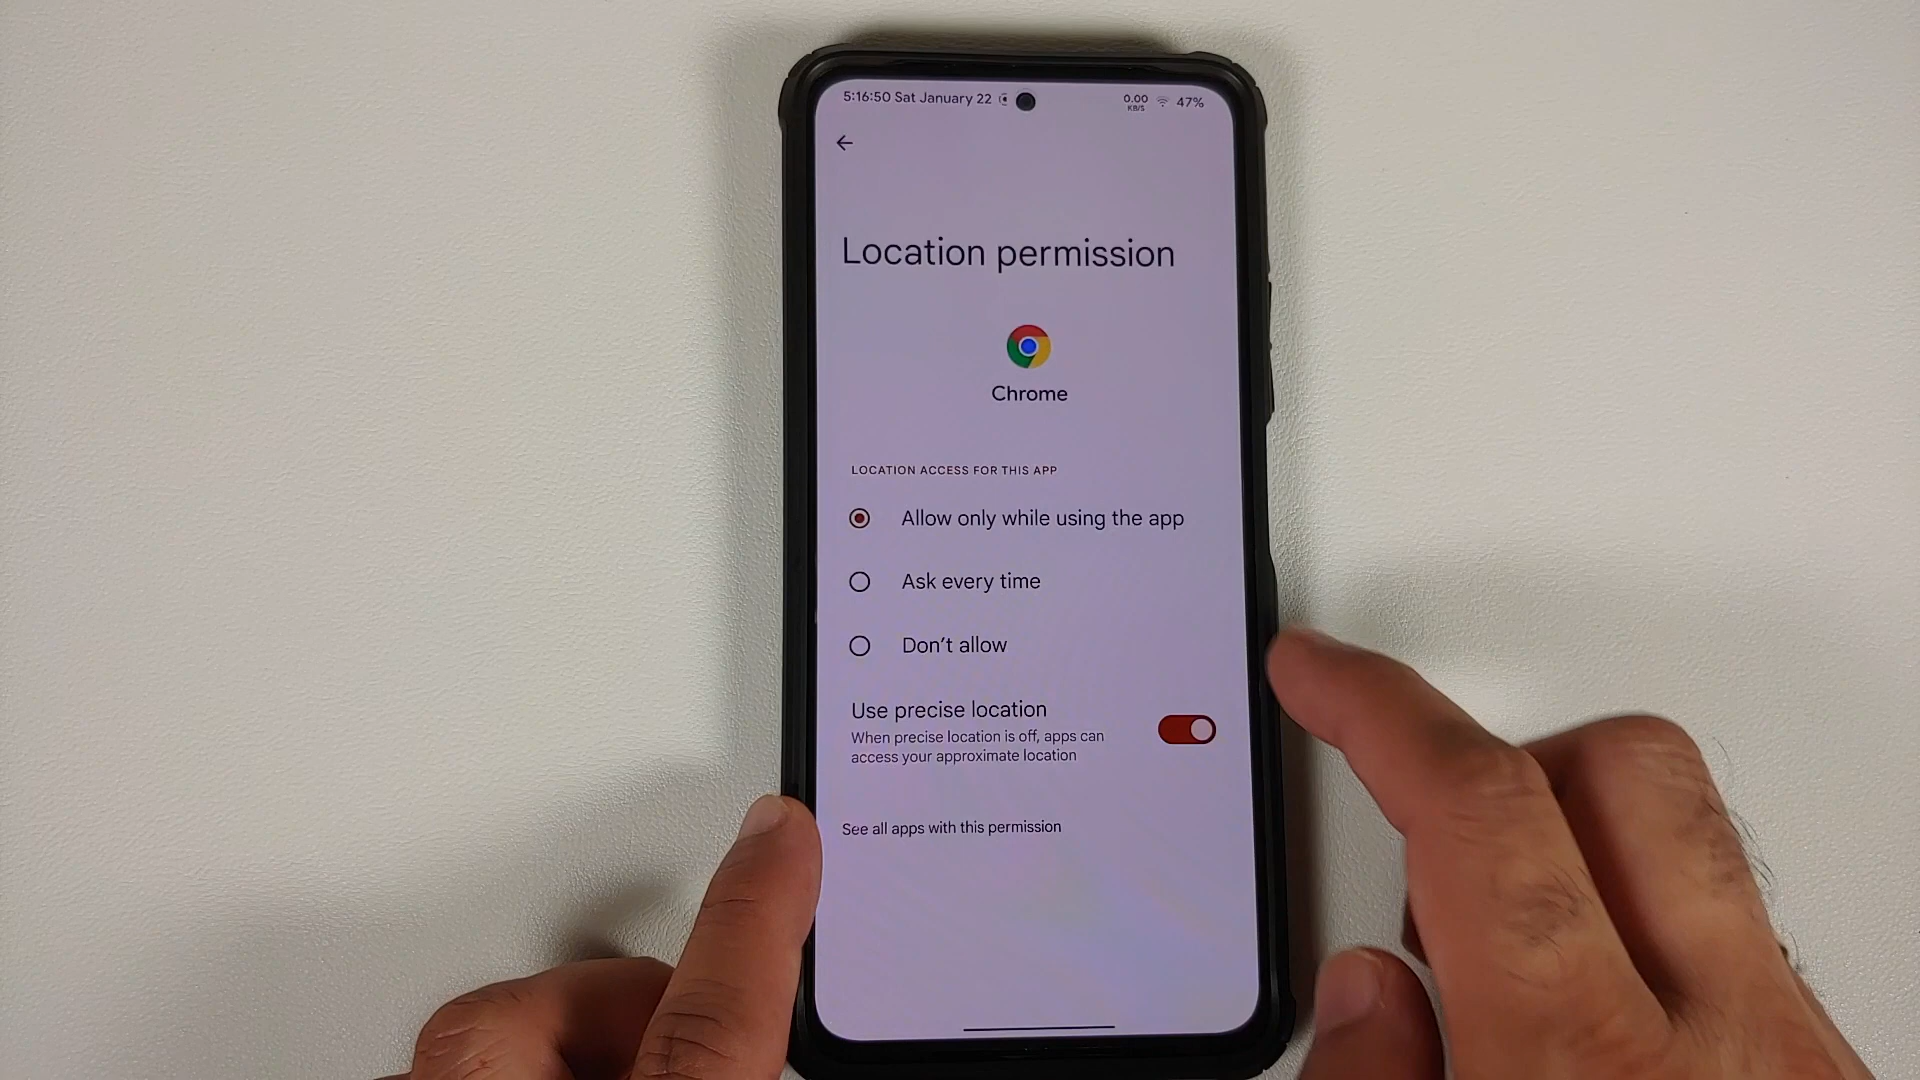 5:16:50 Sat January 22
0.00
KB/S
47%
Location permission
Chrome
LOCATION ACCESS FOR THIS APP
Allow only while using the app
Ask every time
Don’t allow
Use precise location
When precise location is off, apps can
access your approximate location
See all apps with this permission